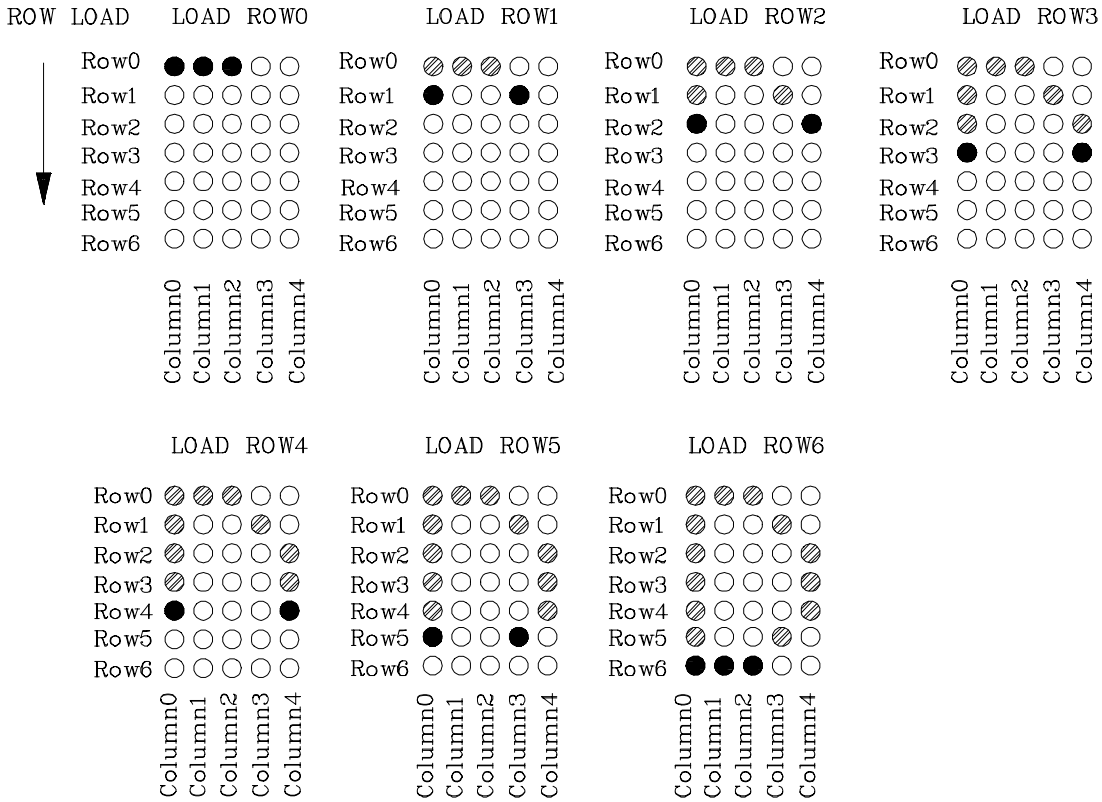 ROW LOAD LOAD ROW0 LOAD ROW1 LOAD ROW2 LOAD ROW3
Row0 Row0 Row0 Row0
Row1 Row1 Row1 Row1
Row2 Row2 Row2 Row2
Row3 Row3 Row3 Row3
Row4 Row4 Row4 Row4
Row5 Row5 Row5 Row5
Row6 Row6 Row6 Row6
Column0 Column1 Column2 Column3 Column4 Column0 Column1 Column2 Column3 Column4 Column0 Column1 Column2 Column3 Column4 Column0 Column1 Column2 Column3 Column4
LOAD ROW4 LOAD ROW5 LOAD ROW6
Row0 Row0 Row0
Row1 Row1 Row1
Row2 Row2 Row2
Row3 Row3 Row3
Row4 Row4 Row4
Row5 Row5 Row5
Row6 Row6 Row6
Column0 Column1 Column2 Column3 Column4 Column0 Column1 Column2 Column3 Column4 Column0 Column1 Column2 Column3 Column4